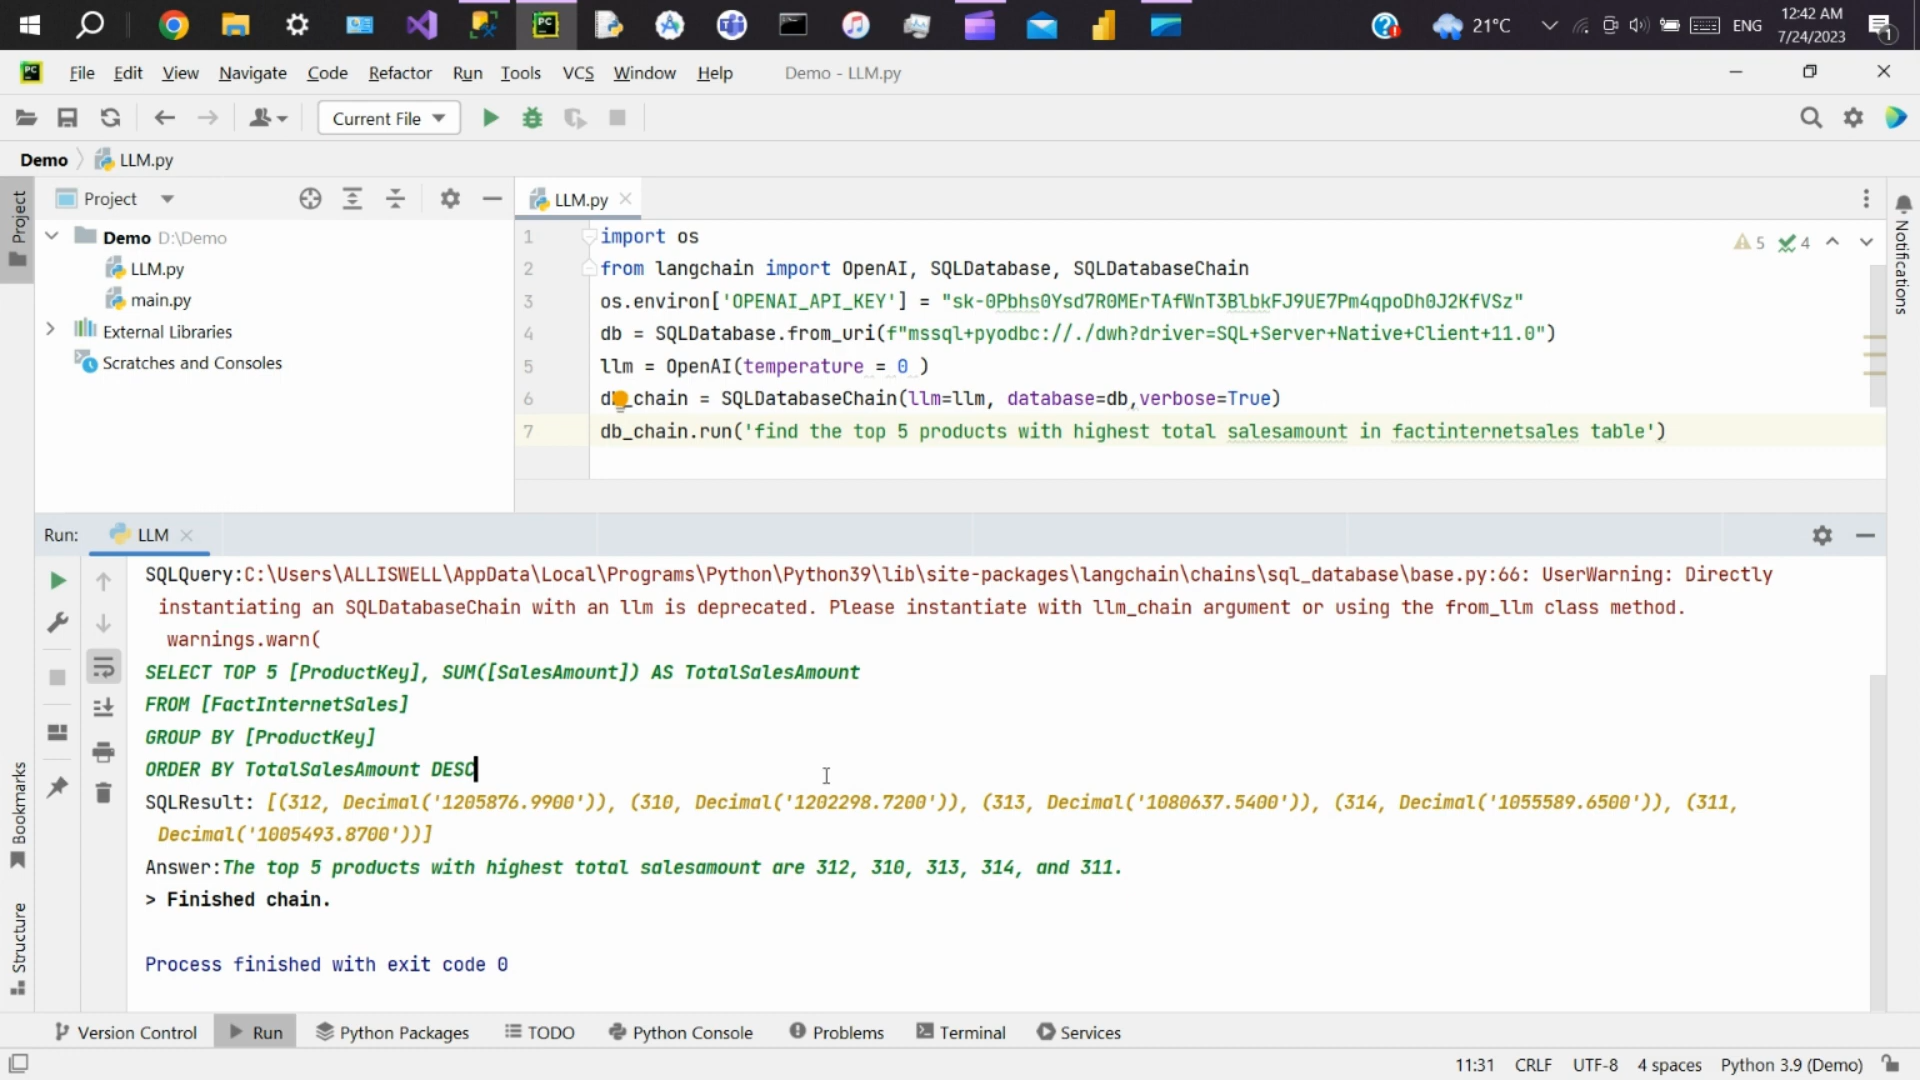 21°C
ENG
12:42 AM
7/24/2023
1
PC
File Edit View Navigate Code Refactor Run Tools VCS Window Help
Demo - LLM.py
Current File
Demo
LLM.py
Project
LLM.py
Project
Demo D:\Demo
LLM.py
main.py
External Libraries
Scratches and Consoles
1 import os
2 from langchain import OpenAI, SQLDatabase, SQLDatabaseChain
3 os.environ['OPENAI_API_KEY'] = "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"
4 db = SQLDatabase.from_uri(f"mssql+pyodbc://./dwh?driver=SQL+Server+Native+Client+11.0")
5 llm = OpenAI(temperature = 0 )
6 db_chain = SQLDatabaseChain(llm=llm, database=db,verbose=True)
7 db_chain.run('find the top 5 products with highest total salesamount in factinternetsales table')
5 4
Notifications
Run:
LLM
SQLQuery:C:\Users\ALLISWELL\AppData\Local\Programs\Python\Python39\lib\site-packages\langchain\chains\sql_database\base.py:66: UserWarning: Directly
instantiating an SQLDatabaseChain with an llm is deprecated. Please instantiate with llm_chain argument or using the from_llm class method.
warnings.warn(
SELECT TOP 5 [ProductKey], SUM([SalesAmount]) AS TotalSalesAmount
FROM [FactInternetSales]
GROUP BY [ProductKey]
ORDER BY TotalSalesAmount DESC
SQLResult: [(312, Decimal('1205876.9900')), (310, Decimal('1202298.7200')), (313, Decimal('1080637.5400')), (314, Decimal('1055589.6500')), (311,
Decimal('1005493.8700'))]
Answer:The top 5 products with highest total salesamount are 312, 310, 313, 314, and 311.
> Finished chain.
Process finished with exit code 0
Bookmarks
Structure
Version Control Run Python Packages TODO Python Console Problems Terminal Services
11:31 CRLF UTF-8 4 spaces Python 3.9 (Demo)